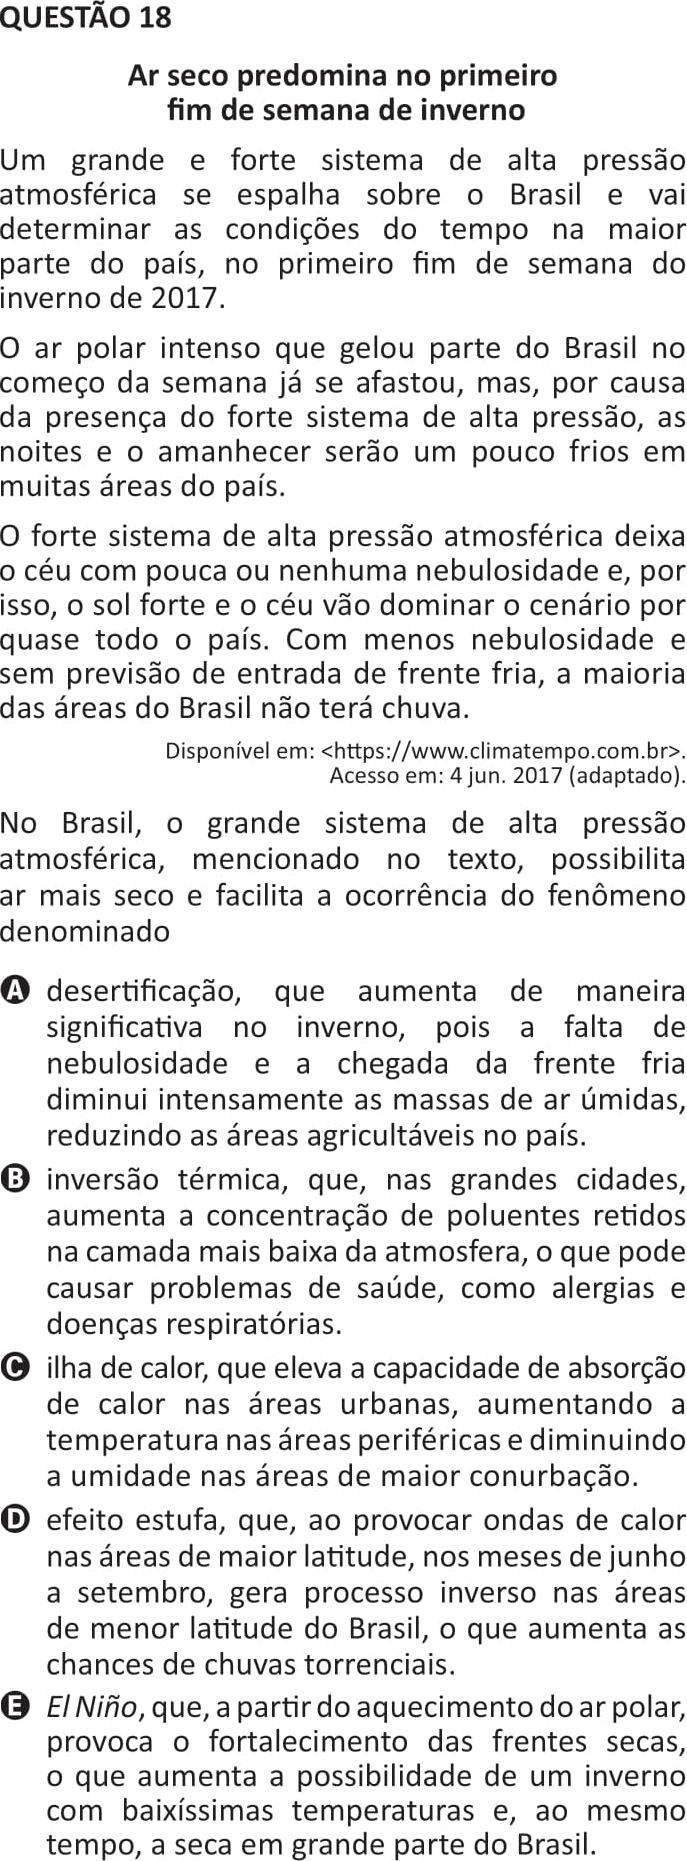 QUESTÃO 18
Ar seco predomina no primeiro
fim de semana de inverno
Um grande e forte sistema de alta pressão
atmosférica se espalha sobre o Brasil e vai
determinar as condições do tempo na maior
parte do país, no primeiro fim de semana do
inverno de 2017.
O ar polar intenso que gelou parte do Brasil no
começo da semana já se afastou, mas, por causa
da presença do forte sistema de alta pressão, as
noites e o amanhecer serão um pouco frios em
muitas áreas do país.
O forte sistema de alta pressão atmosférica deixa
o céu com pouca ou nenhuma nebulosidade e, por
isso, o sol forte e o céu vão dominar o cenário por
quase todo o país. Com menos nebulosidade e
sem previsão de entrada de frente fria, a maioria
das áreas do Brasil não terá chuva.
Disponível em: <https://www.climatempo.com.br>.
Acesso em: 4 jun. 2017 (adaptado).
No Brasil, o grande sistema de alta pressão
atmosférica, mencionado no texto, possibilita
ar mais seco e facilita a ocorrência do fenômeno
denominado
A desertificação, que aumenta de maneira
significativa no inverno, pois a falta de
nebulosidade e a chegada da frente fria
diminui intensamente as massas de ar úmidas,
reduzindo as áreas agricultáveis no país.
B inversão térmica, que, nas grandes cidades,
aumenta a concentração de poluentes retidos
na camada mais baixa da atmosfera, o que pode
causar problemas de saúde, como alergias e
doenças respiratórias.
C ilha de calor, que eleva a capacidade de absorção
de calor nas áreas urbanas, aumentando a
temperatura nas áreas periféricas e diminuindo
a umidade nas áreas de maior conurbação.
D efeito estufa, que, ao provocar ondas de calor
nas áreas de maior latitude, nos meses de junho
a setembro, gera processo inverso nas áreas
de menor latitude do Brasil, o que aumenta as
chances de chuvas torrenciais.
E El Niño, que, a partir do aquecimento do ar polar,
provoca o fortalecimento das frentes secas,
o que aumenta a possibilidade de um inverno
com baixíssimas temperaturas e, ao mesmo
tempo, a seca em grande parte do Brasil.